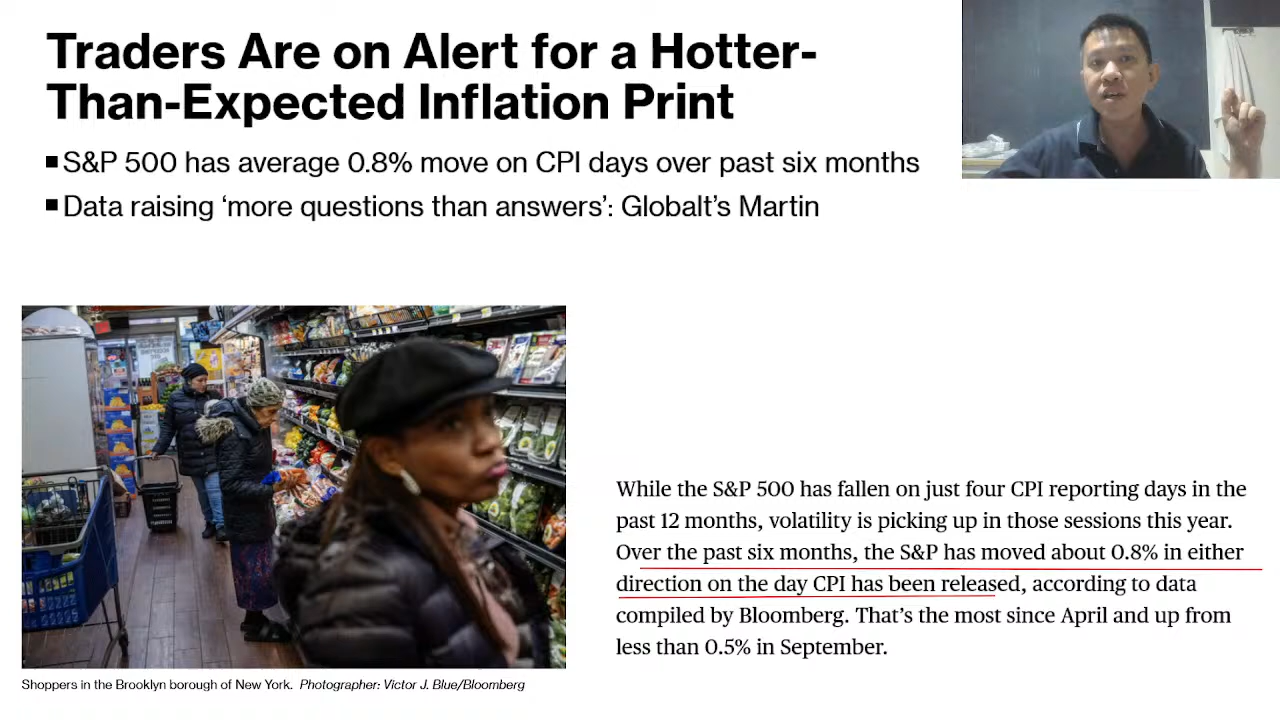 Traders Are on Alert for a Hotter-
Than-Expected Inflation Print
■ S&P 500 has average 0.8% move on CPI days over past six months
■ Data raising ‘more questions than answers’: Globalt’s Martin
While the S&P 500 has fallen on just four CPI reporting days in the
past 12 months, volatility is picking up in those sessions this year.
Over the past six months, the S&P has moved about 0.8% in either
direction on the day CPI has been released, according to data
compiled by Bloomberg. That’s the most since April and up from
less than 0.5% in September.
Shoppers in the Brooklyn borough of New York. Photographer: Victor J. Blue/Bloomberg